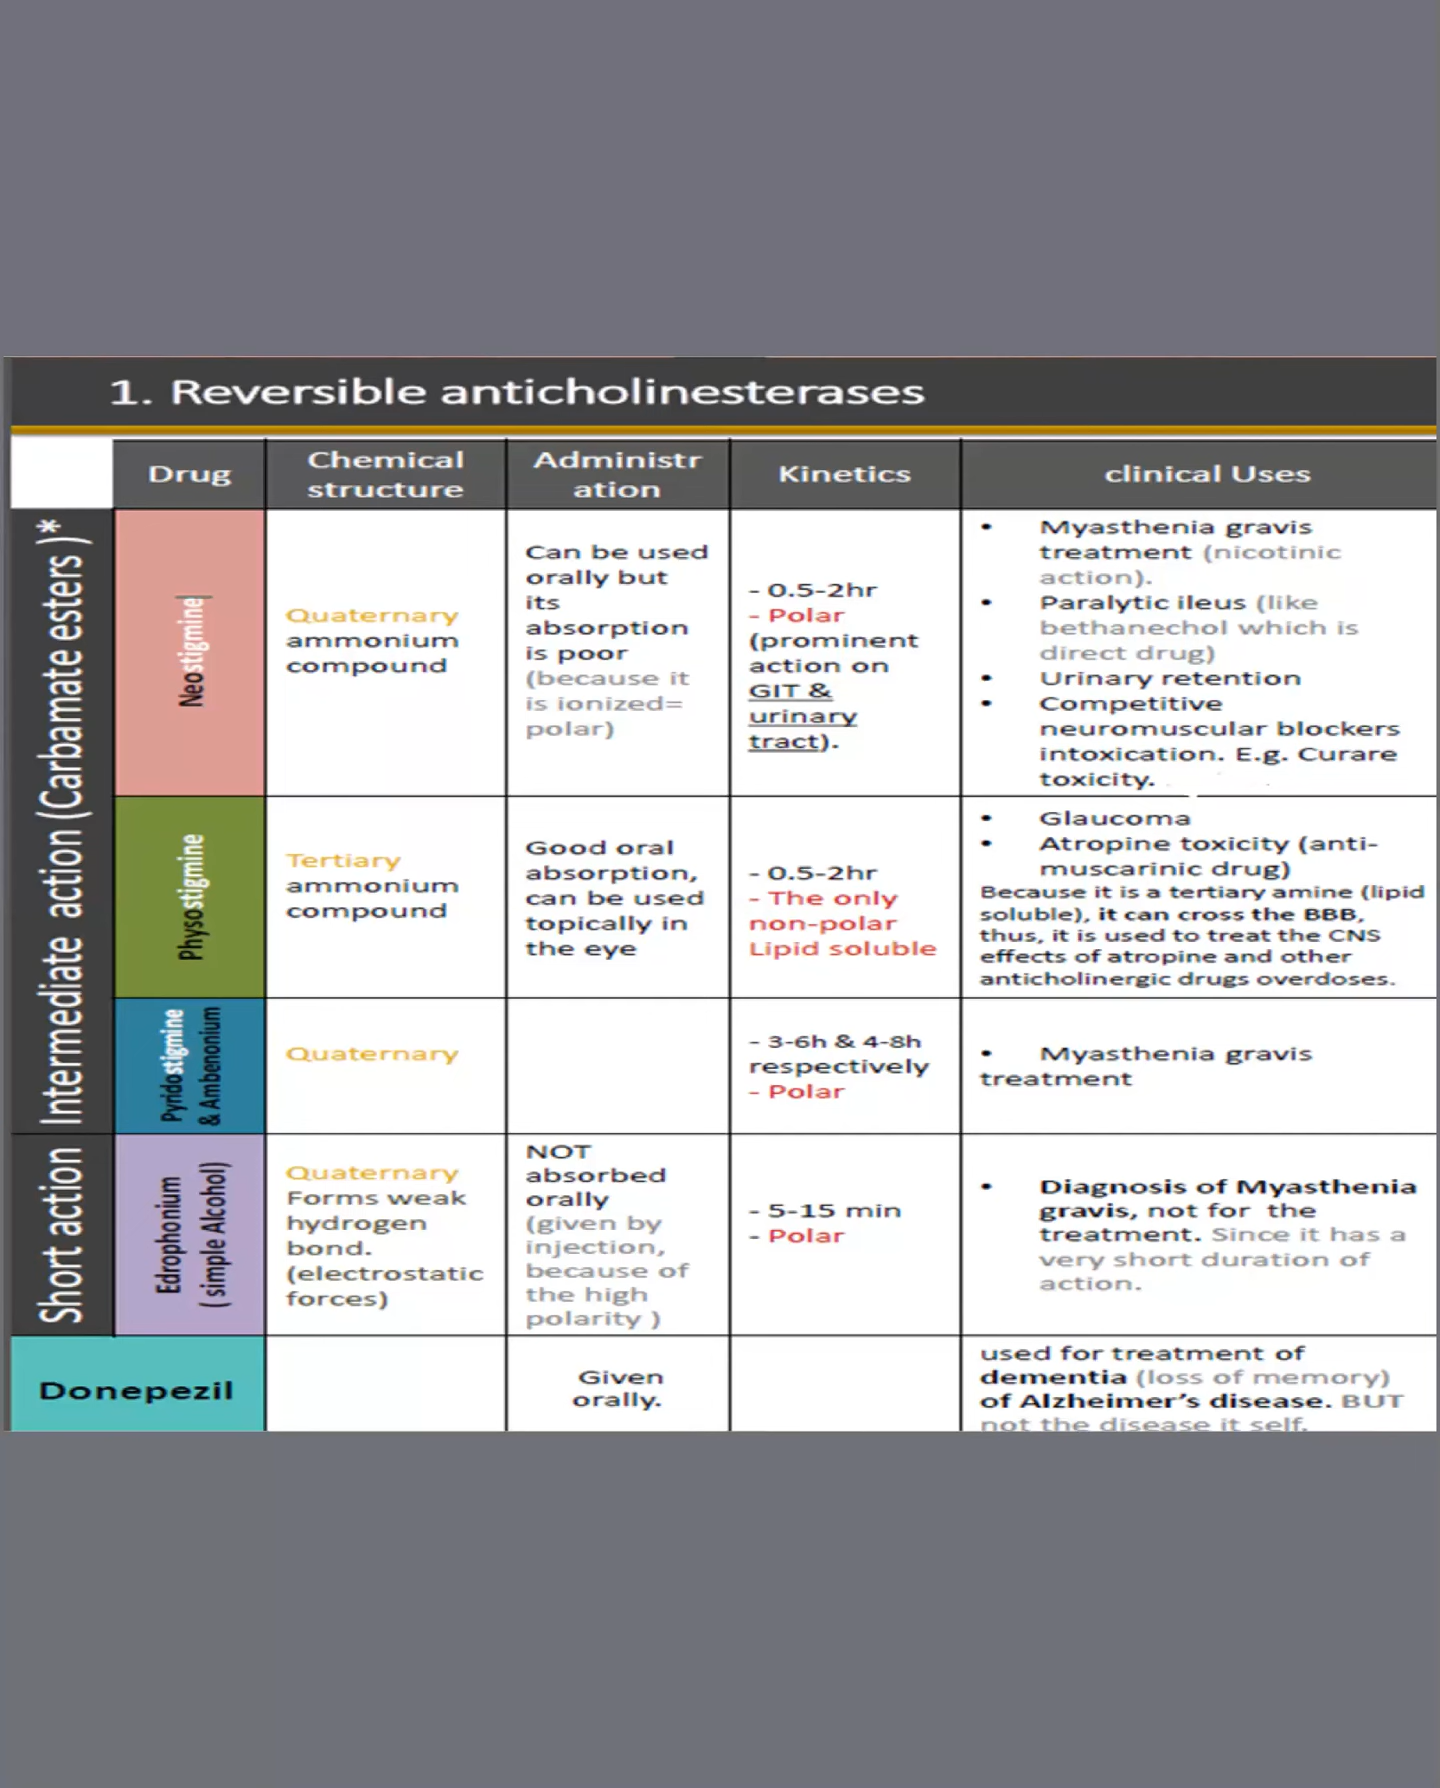 1. Reversible anticholinesterases
Drug
Chemical
structure
Administr
ation
Kinetics
clinical Uses
Intermediate action (Carbamate esters )*
Neostigmine
Quaternary
ammonium
compound
Can be used
orally but
its
absorption
is poor
(because it
is ionized=
polar)
- 0.5-2hr
- Polar
(prominent
action on
GIT &
urinary
tract).
• Myasthenia gravis
treatment (nicotinic
action).
• Paralytic ileus (like
bethanechol which is
direct drug)
• Urinary retention
• Competitive
neuromuscular blockers
intoxication. E.g. Curare
toxicity.
Physostigmine
Tertiary
ammonium
compound
Good oral
absorption,
can be used
topically in
the eye
- 0.5-2hr
- The only
non-polar
Lipid soluble
• Glaucoma
• Atropine toxicity (anti-
muscarinic drug)
Because it is a tertiary amine (lipid
soluble), it can cross the BBB,
thus, it is used to treat the CNS
effects of atropine and other
anticholinergic drugs overdoses.
Pyridostigmine
& Ambenonium
Quaternary
- 3-6h & 4-8h
respectively
- Polar
• Myasthenia gravis
treatment
Short action
Edrophonium
( simple Alcohol)
Quaternary
Forms weak
hydrogen
bond.
(electrostatic
forces)
NOT
absorbed
orally
(given by
injection,
because of
the high
polarity )
- 5-15 min
- Polar
• Diagnosis of Myasthenia
gravis, not for the
treatment. Since it has a
very short duration of
action.
Donepezil
Given
orally.
used for treatment of
dementia (loss of memory)
of Alzheimer's disease. BUT
not the disease it self.